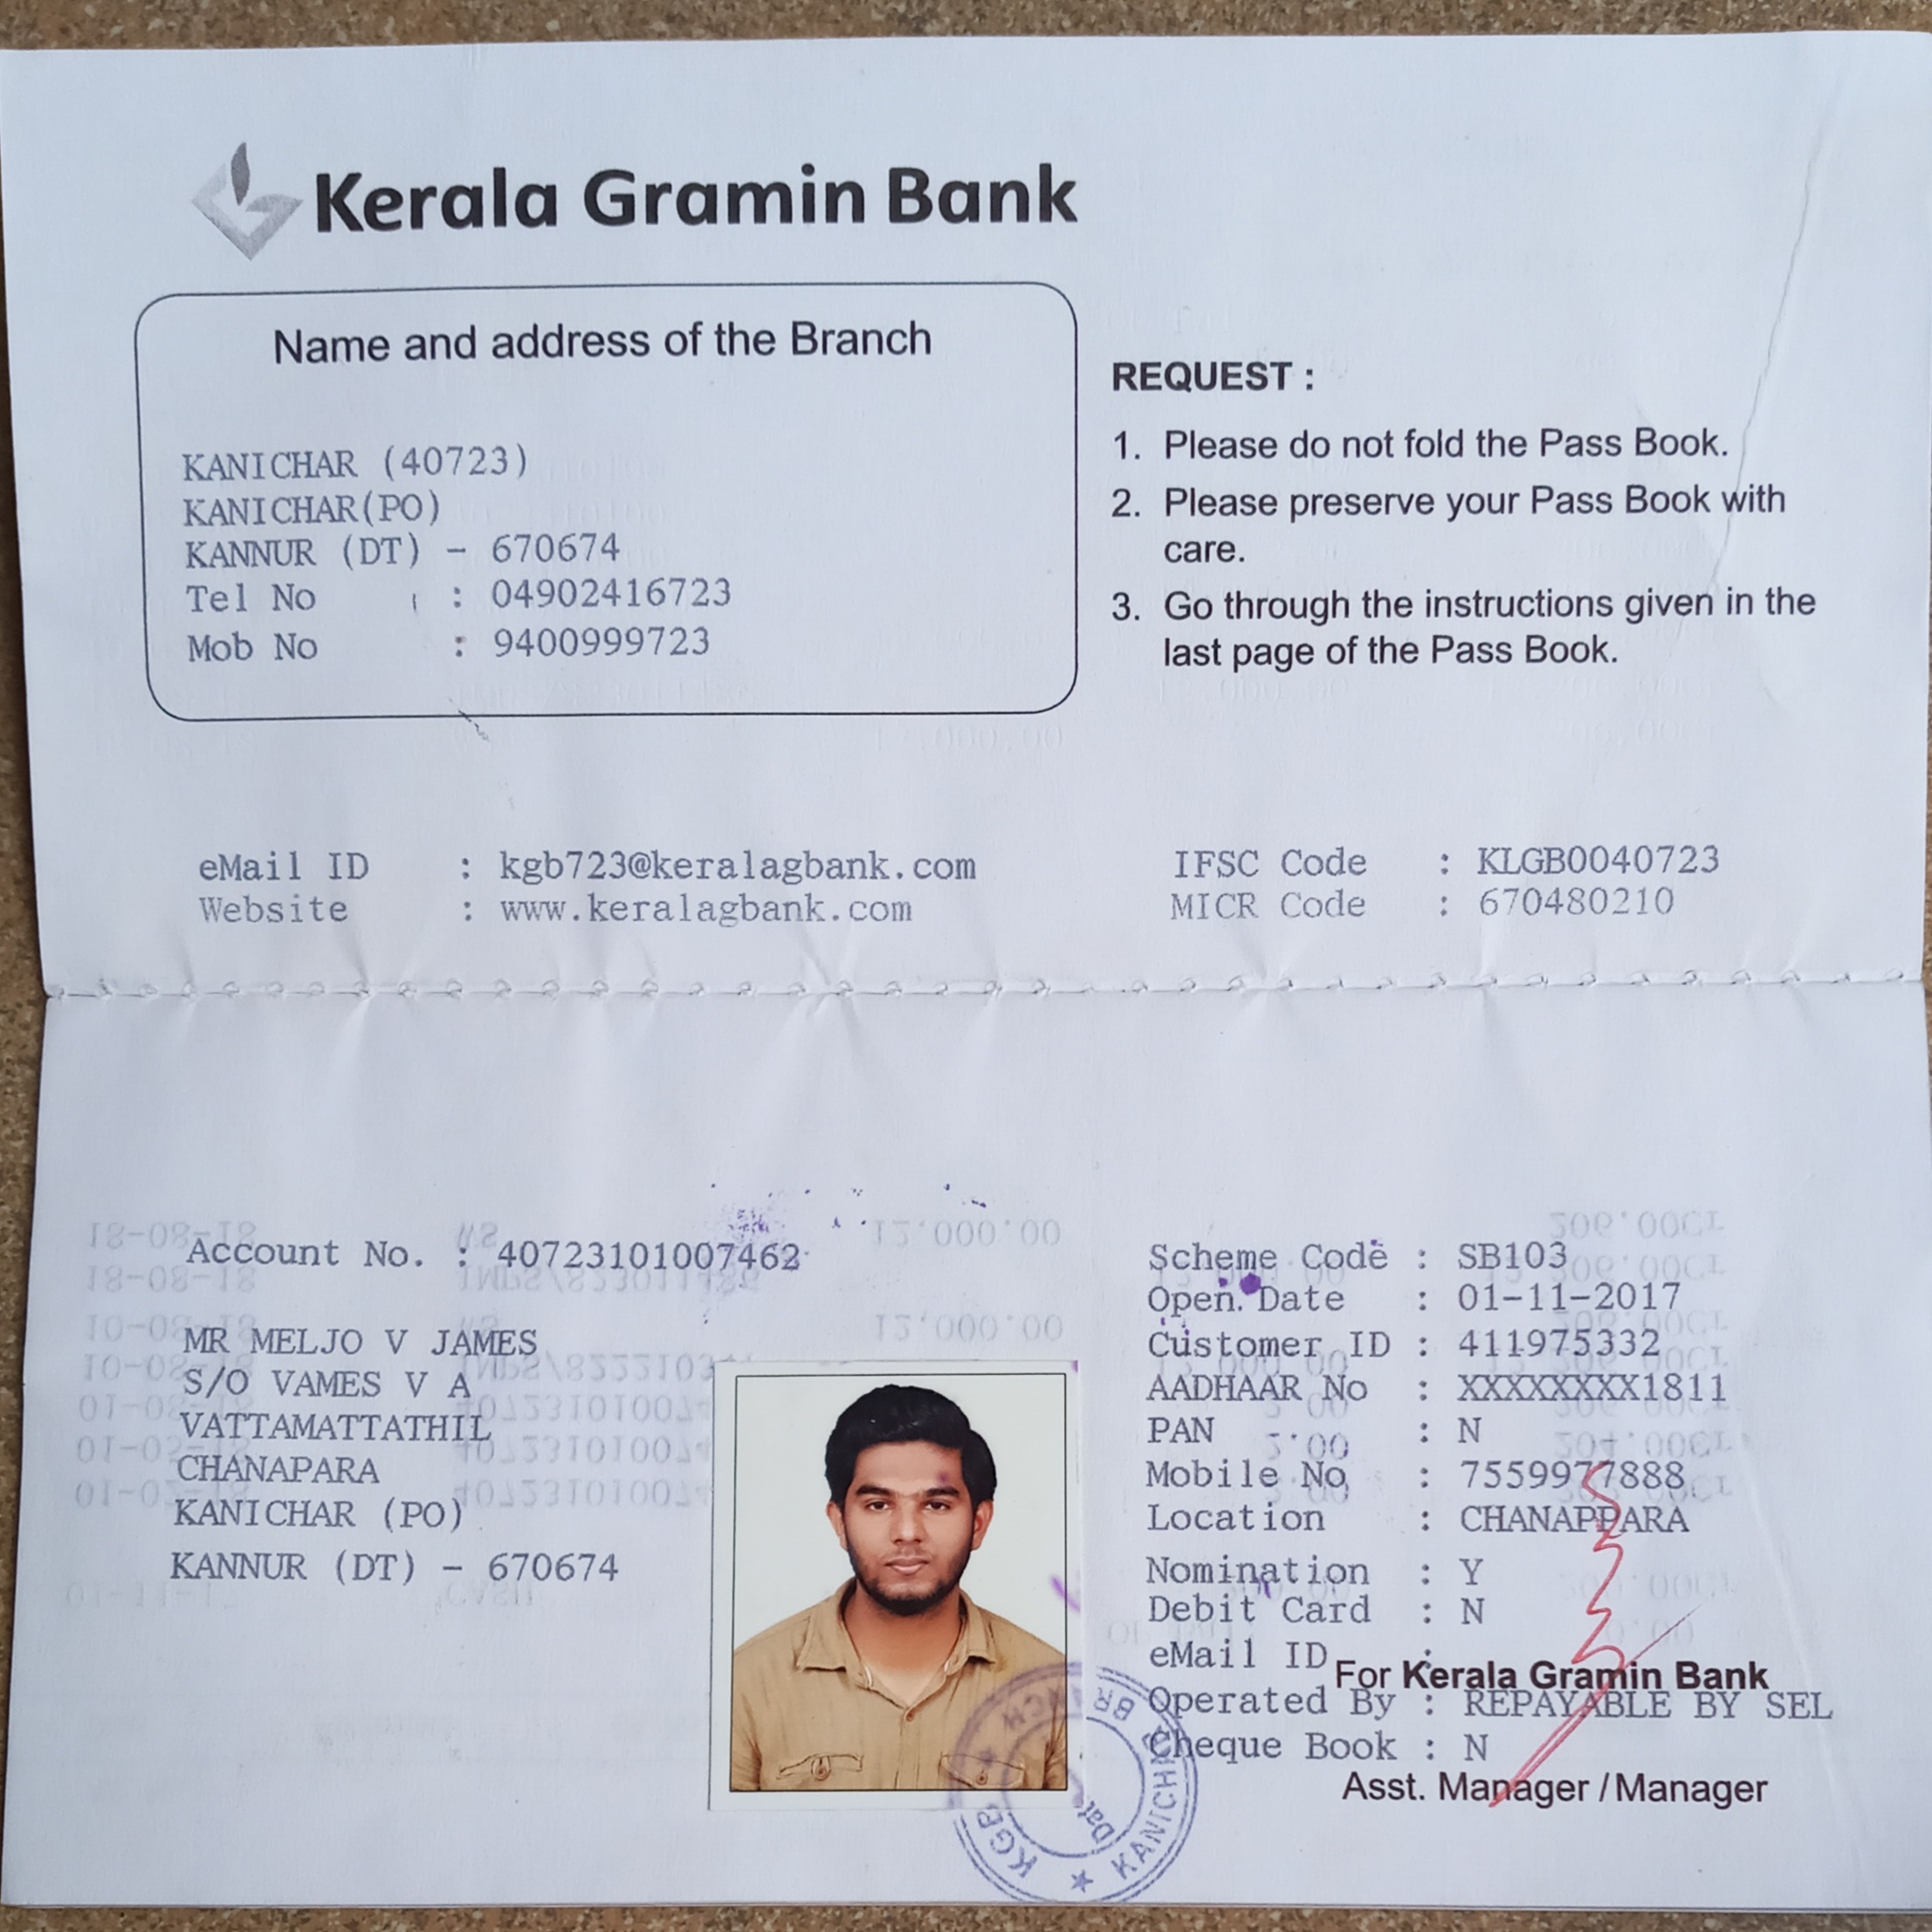 Kerala Gramin Bank
Name and address of the Branch
KANICHAR (40723)
KANICHAR(PO)
KANNUR (DT) - 670674
Tel No : 04902416723
Mob No : 9400999723
REQUEST :
1. Please do not fold the Pass Book.
2. Please preserve your Pass Book with
care.
3. Go through the instructions given in the
last page of the Pass Book.
eMail ID : kgb723@keralagbank.com
Website : www.keralagbank.com
IFSC Code : KLGB0040723
MICR Code : 670480210
Account No. : 40723101007462
MR MELJO V JAMES
S/O VAMES V A
VATTAMATTATHIL
CHANAPARA
KANICHAR (PO)
KANNUR (DT) - 670674
Scheme Code : SB103
Open. Date : 01-11-2017
Customer ID : 411975332
AADHAAR No : XXXXXXXX1811
PAN : N
Mobile No : 7559977888
Location : CHANAPPARA
Nomination : Y
Debit Card : N
eMail ID :
For Kerala Gramin Bank
Operated By : REPAYABLE BY SEL
Cheque Book : N
Asst. Manager / Manager
KGB ★ KANICHAR BRANCH ★